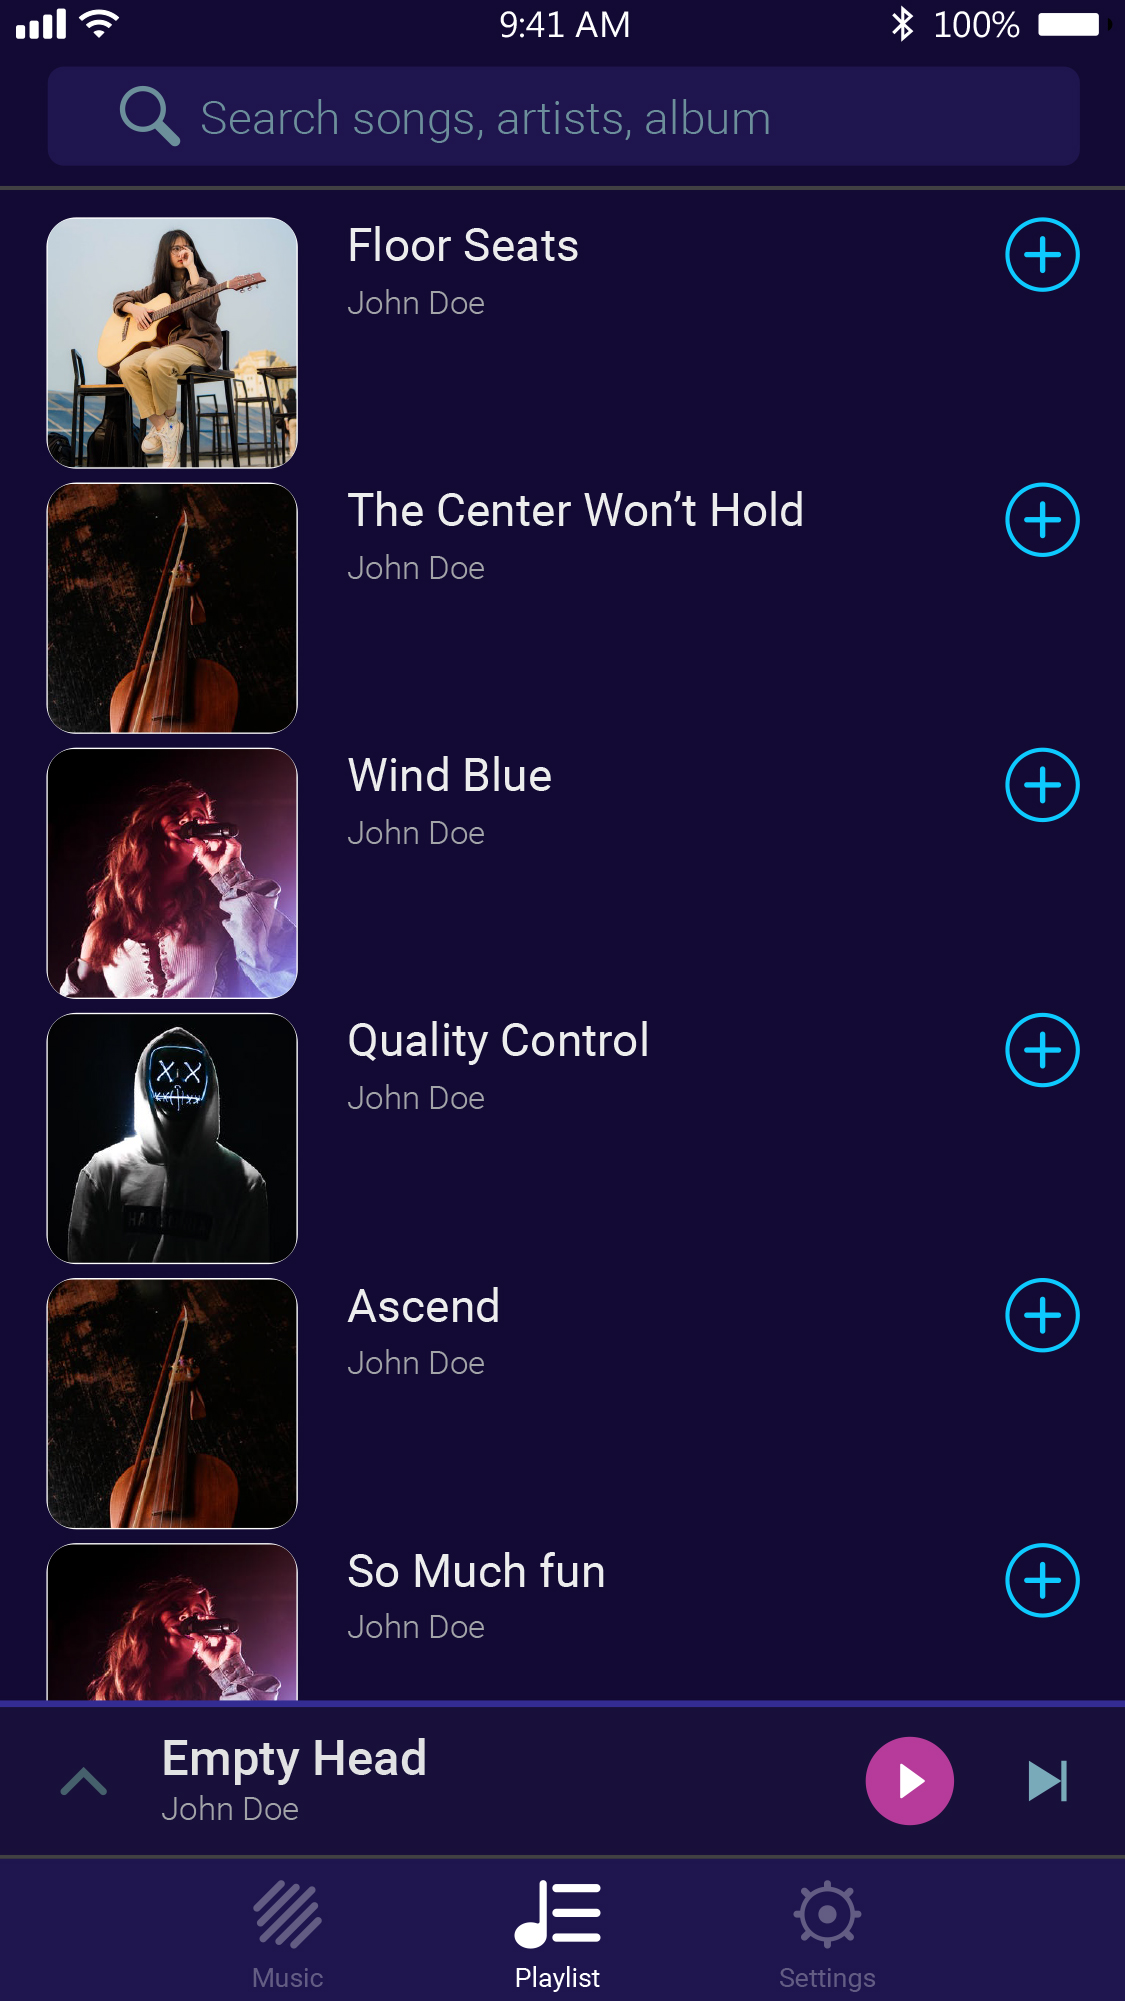 9:41 AM
100%
Search songs, artists, album
Floor Seats
John Doe
The Center Won’t Hold
John Doe
Wind Blue
John Doe
Quality Control
John Doe
Ascend
John Doe
So Much fun
John Doe
Empty Head
John Doe
Music
Playlist
Settings